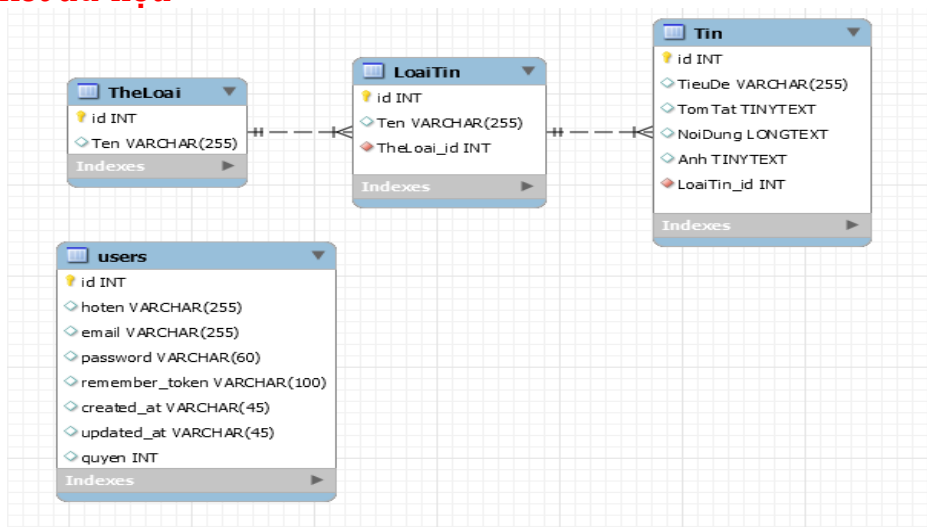 TheLoai
id INT
Ten VARCHAR(255)
Indexes
LoaiTin
id INT
Ten VARCHAR(255)
TheLoai_id INT
Indexes
Tin
id INT
TieuDe VARCHAR(255)
TomTat TINYTEXT
NoiDung LONGTEXT
Anh TINYTEXT
LoaiTin_id INT
Indexes
users
id INT
hoten VARCHAR(255)
email VARCHAR(255)
password VARCHAR(60)
remember_token VARCHAR(100)
created_at VARCHAR(45)
updated_at VARCHAR(45)
quyen INT
Indexes